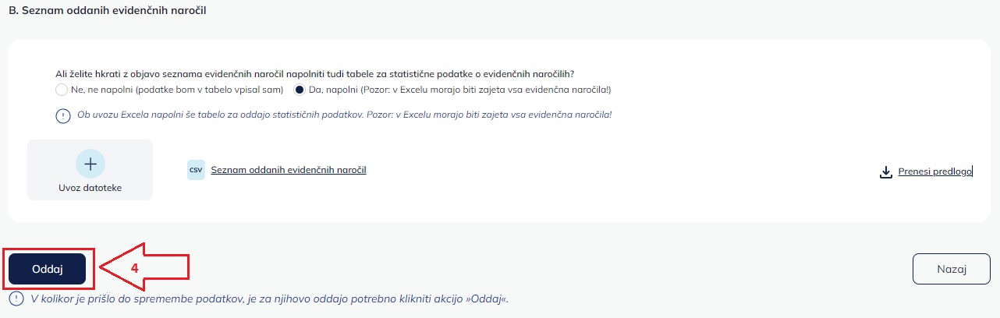 B. Seznam oddanih evidenčnih naročil
Ali želite hkrati z objavo seznama evidenčnih naročil napolniti tudi tabele za statistične podatke o evidenčnih naročilih?
Ne, ne napolni (podatke bom v tabelo vpisal sam) Da, napolni (Pozor: v Excelu morajo biti zajeta vsa evidenčna naročila!)
Ob uvozu Excela napolni še tabelo za oddajo statističnih podatkov. Pozor: v Excelu morajo biti zajeta vsa evidenčna naročila!
Uvoz datoteke
CSV Seznam oddanih evidenčnih naročil
Prenesi predlogo
Oddaj
4
Nazaj
V kolikor je prišlo do spremembe podatkov, je za njihovo oddajo potrebno klikniti akcijo »Oddaj«.